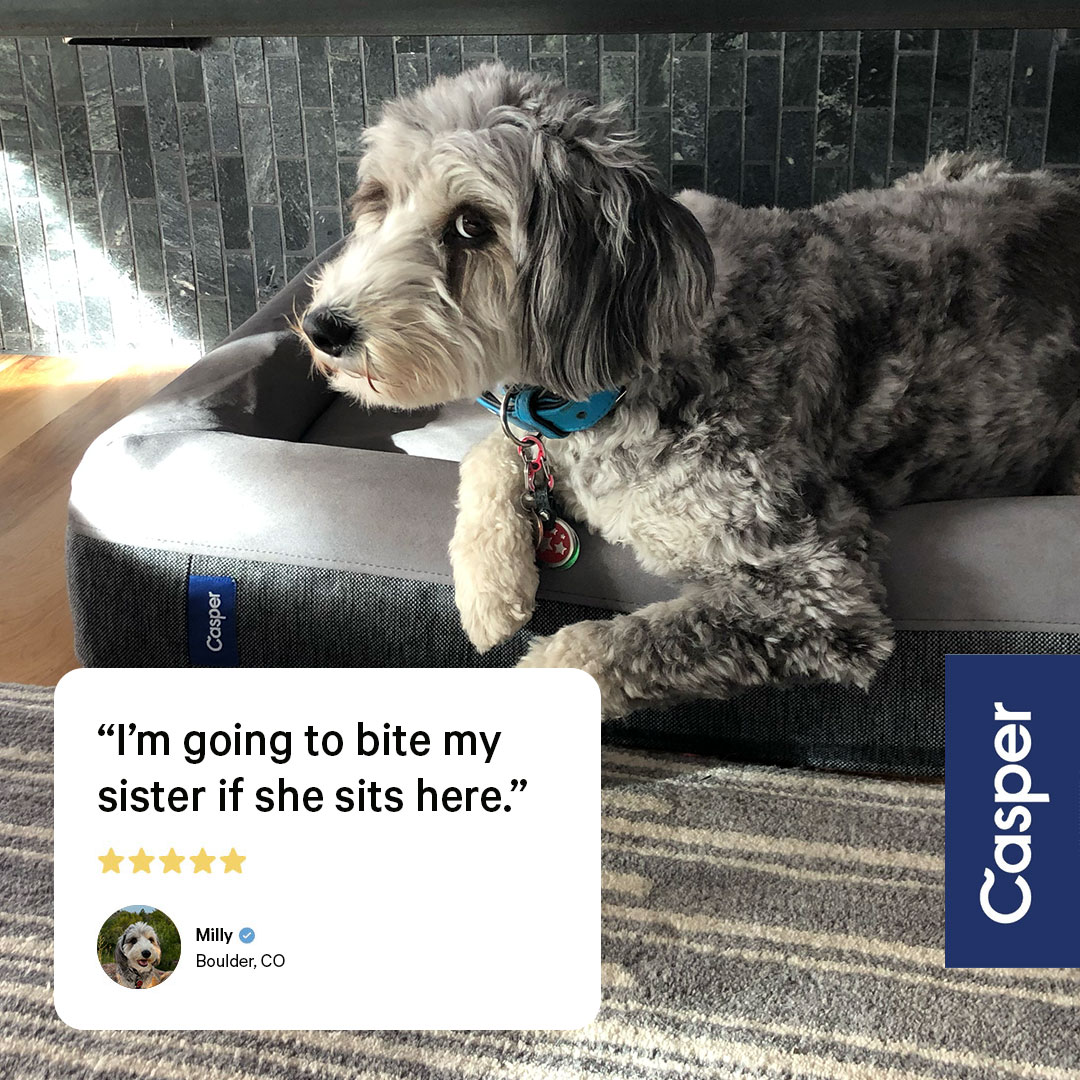 Casper
“I’m going to bite my
sister if she sits here.”
Milly
Boulder, CO
Casper